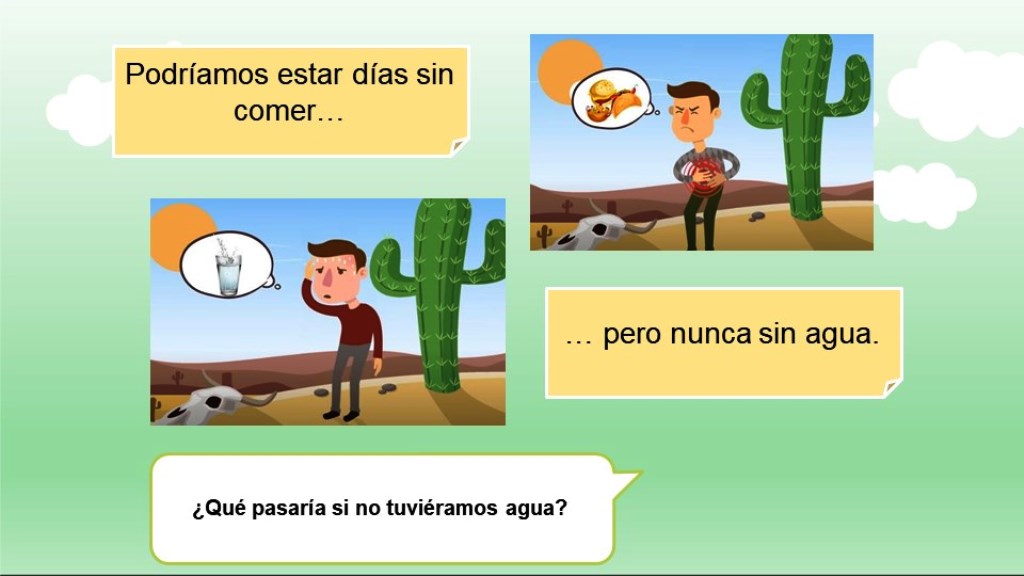 Podríamos estar días sin
comer…
… pero nunca sin agua.
¿Qué pasaría si no tuviéramos agua?